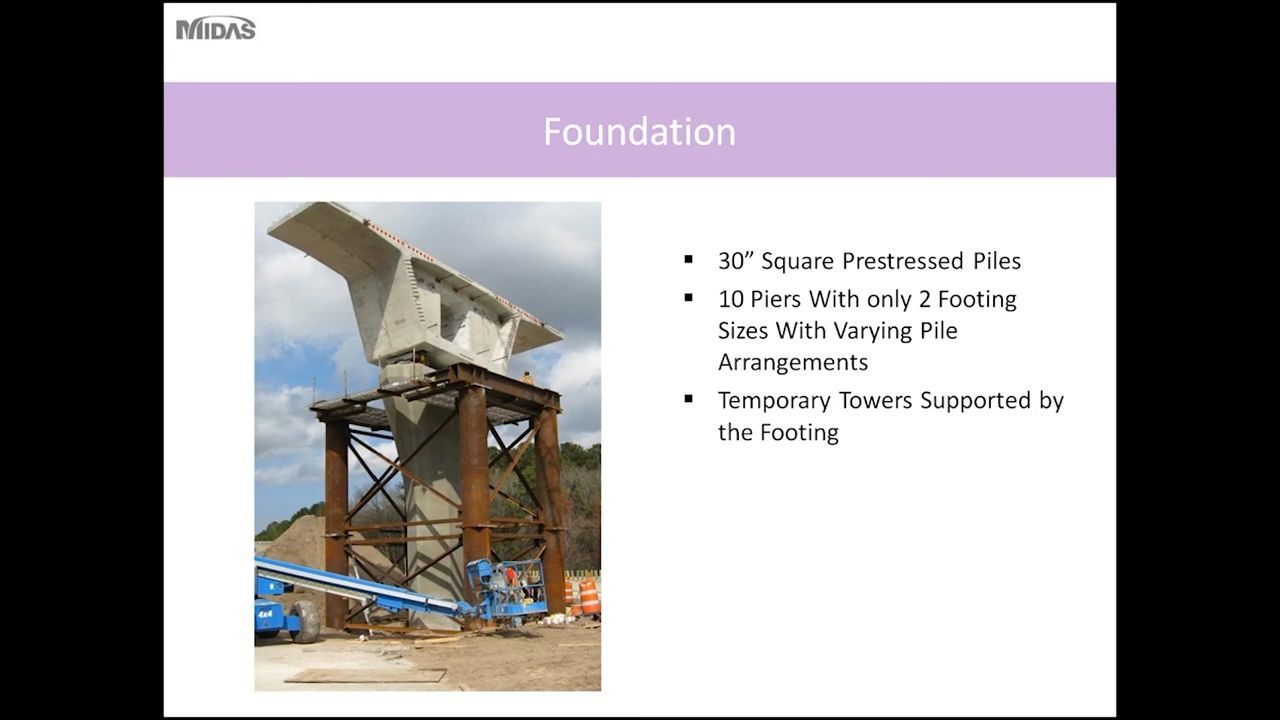 MIDAS
Foundation
▪ 30” Square Prestressed Piles
▪ 10 Piers With only 2 Footing
Sizes With Varying Pile
Arrangements
▪ Temporary Towers Supported by
the Footing
4x4